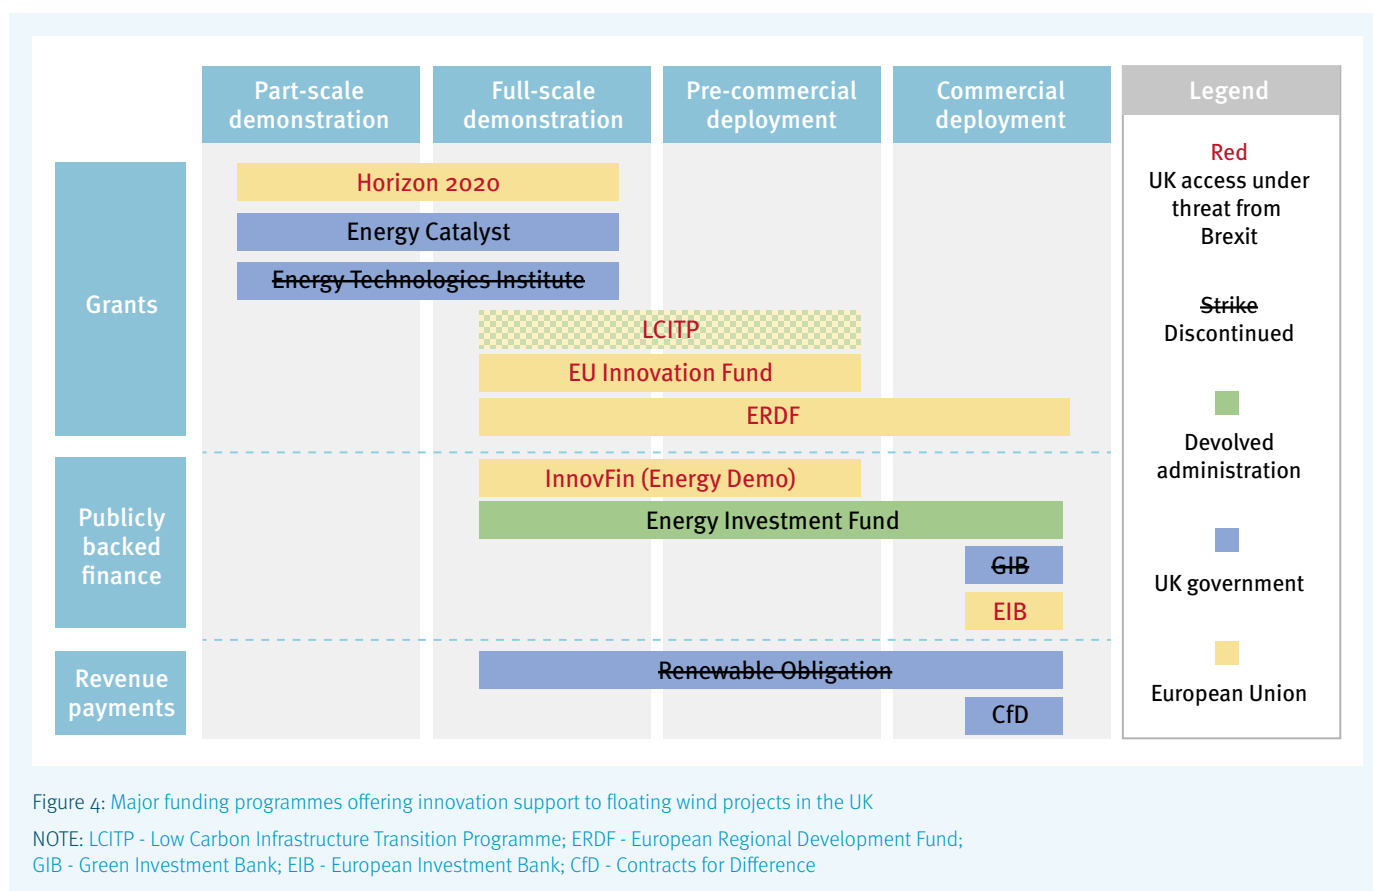 Part-scale
demonstration
Full-scale
demonstration
Pre-commercial
deployment
Commercial
deployment
Grants
Horizon 2020
Energy Catalyst
Energy Technologies Institute
LCITP
EU Innovation Fund
ERDF
Publicly
backed
finance
InnovFin (Energy Demo)
Energy Investment Fund
GIB
EIB
Revenue
payments
Renewable Obligation
CfD
Legend
Red
UK access under
threat from
Brexit
Strike
Discontinued
Devolved
administration
UK government
European Union
Figure 4: Major funding programmes offering innovation support to floating wind projects in the UK
NOTE: LCITP - Low Carbon Infrastructure Transition Programme; ERDF - European Regional Development Fund;
GIB - Green Investment Bank; EIB - European Investment Bank; CfD - Contracts for Difference